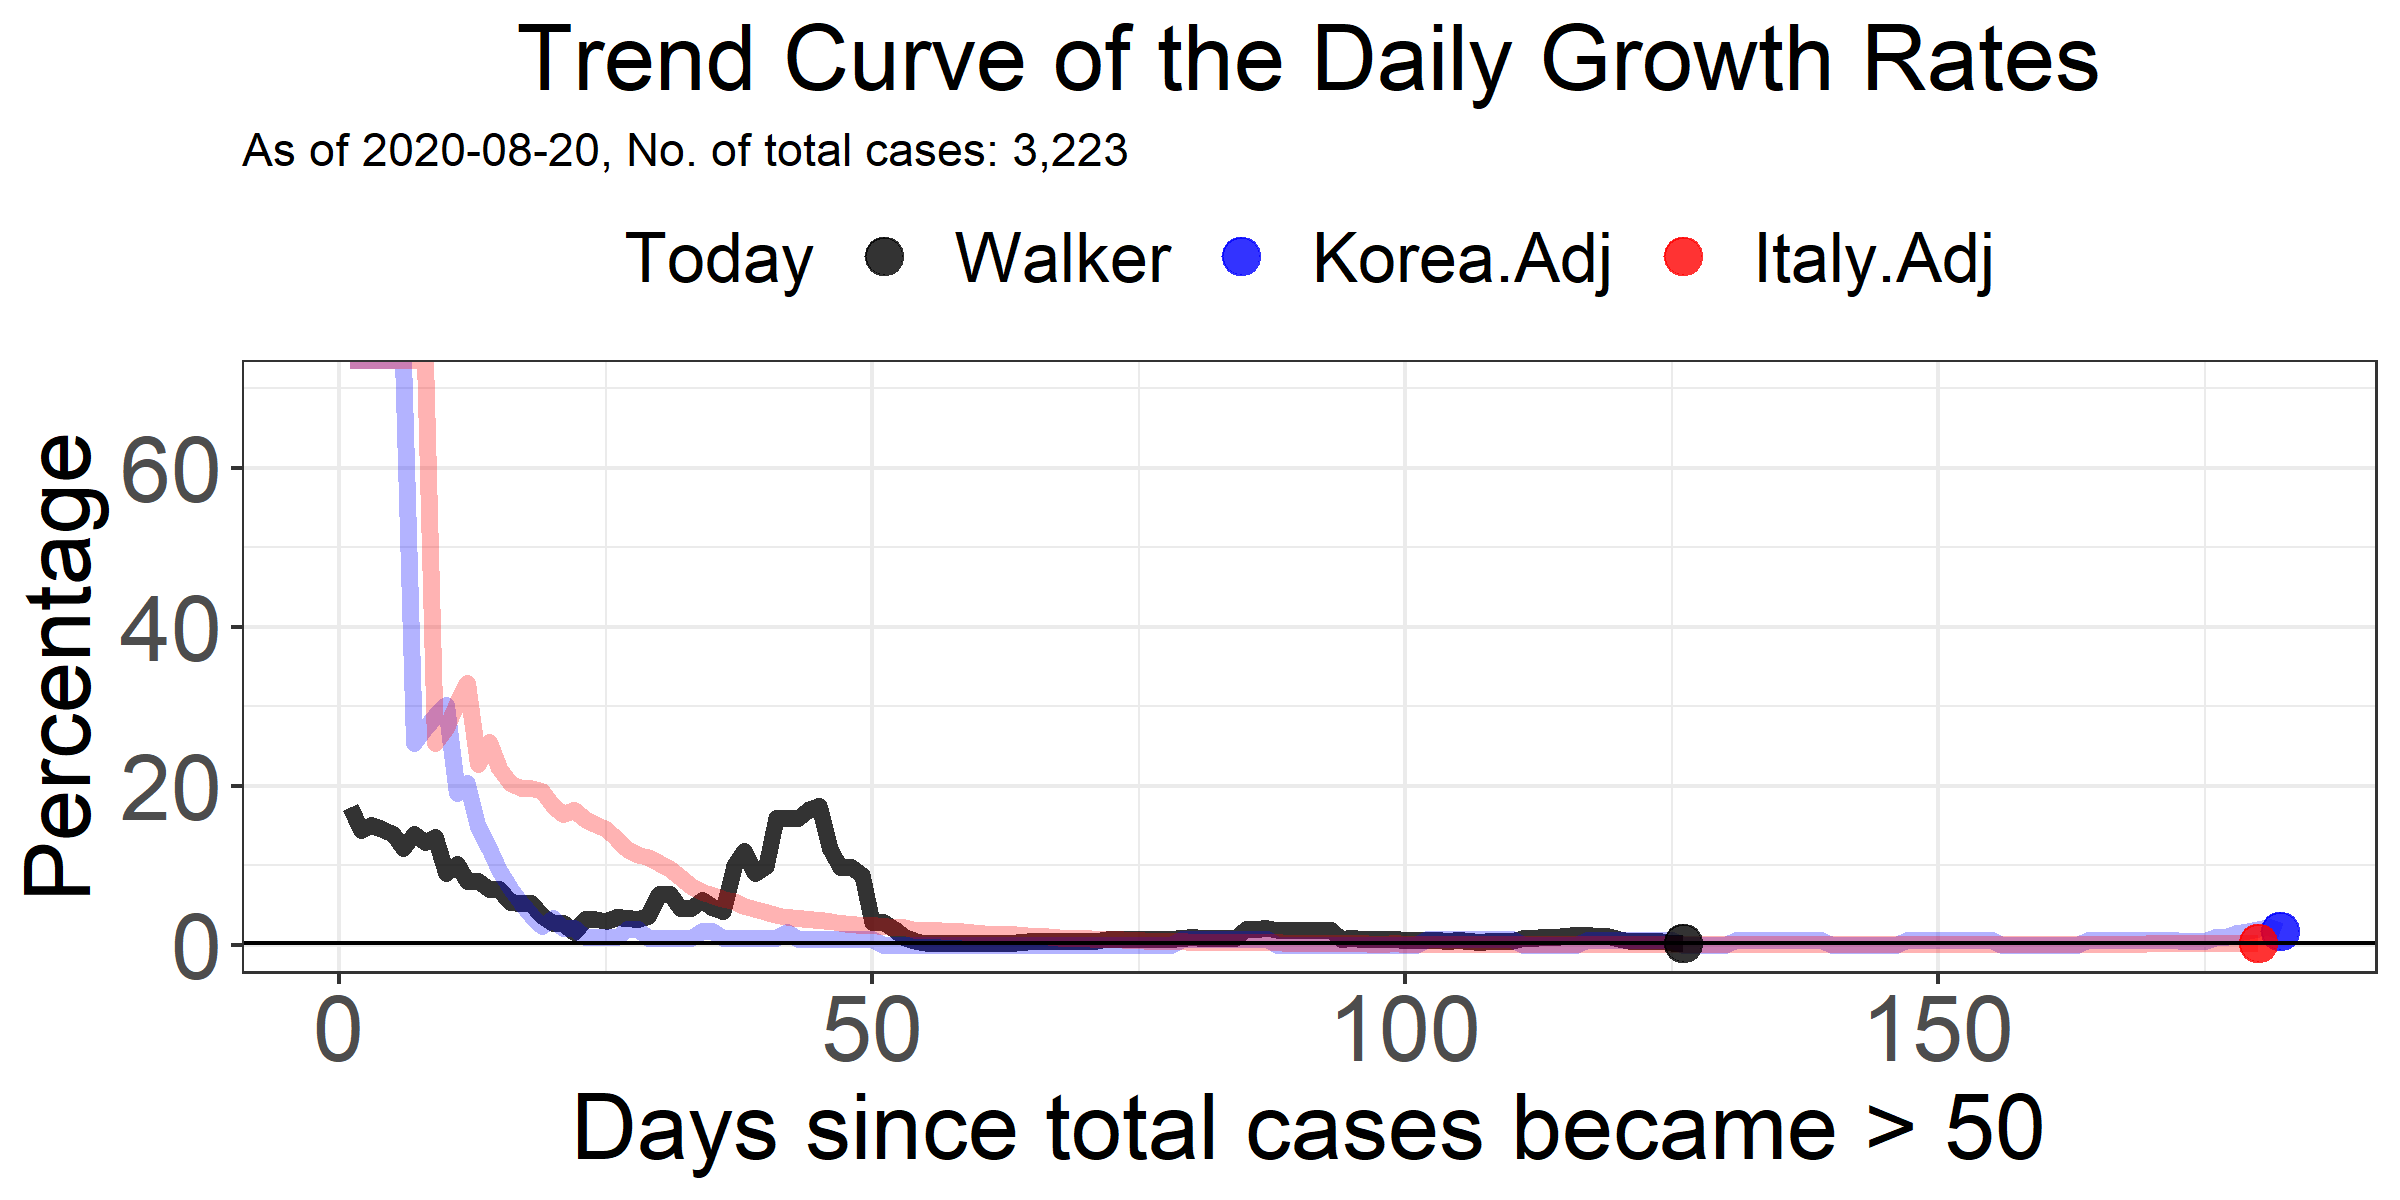 Trend Curve of the Daily Growth Rates
As of 2020-08-20, No. of total cases: 3,223
Today Walker Korea.Adj Italy.Adj
Percentage
60
40
20
0
0 50 100 150
Days since total cases became > 50